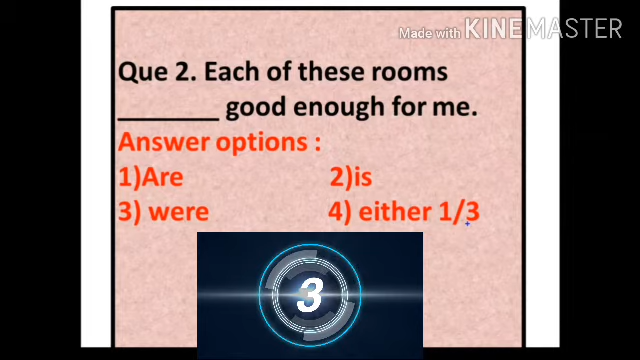 Made with KINEMASTER
Que 2. Each of these rooms
_______ good enough for me.
Answer options :
1)Are 2)is
3) were 4) either 1/3
3